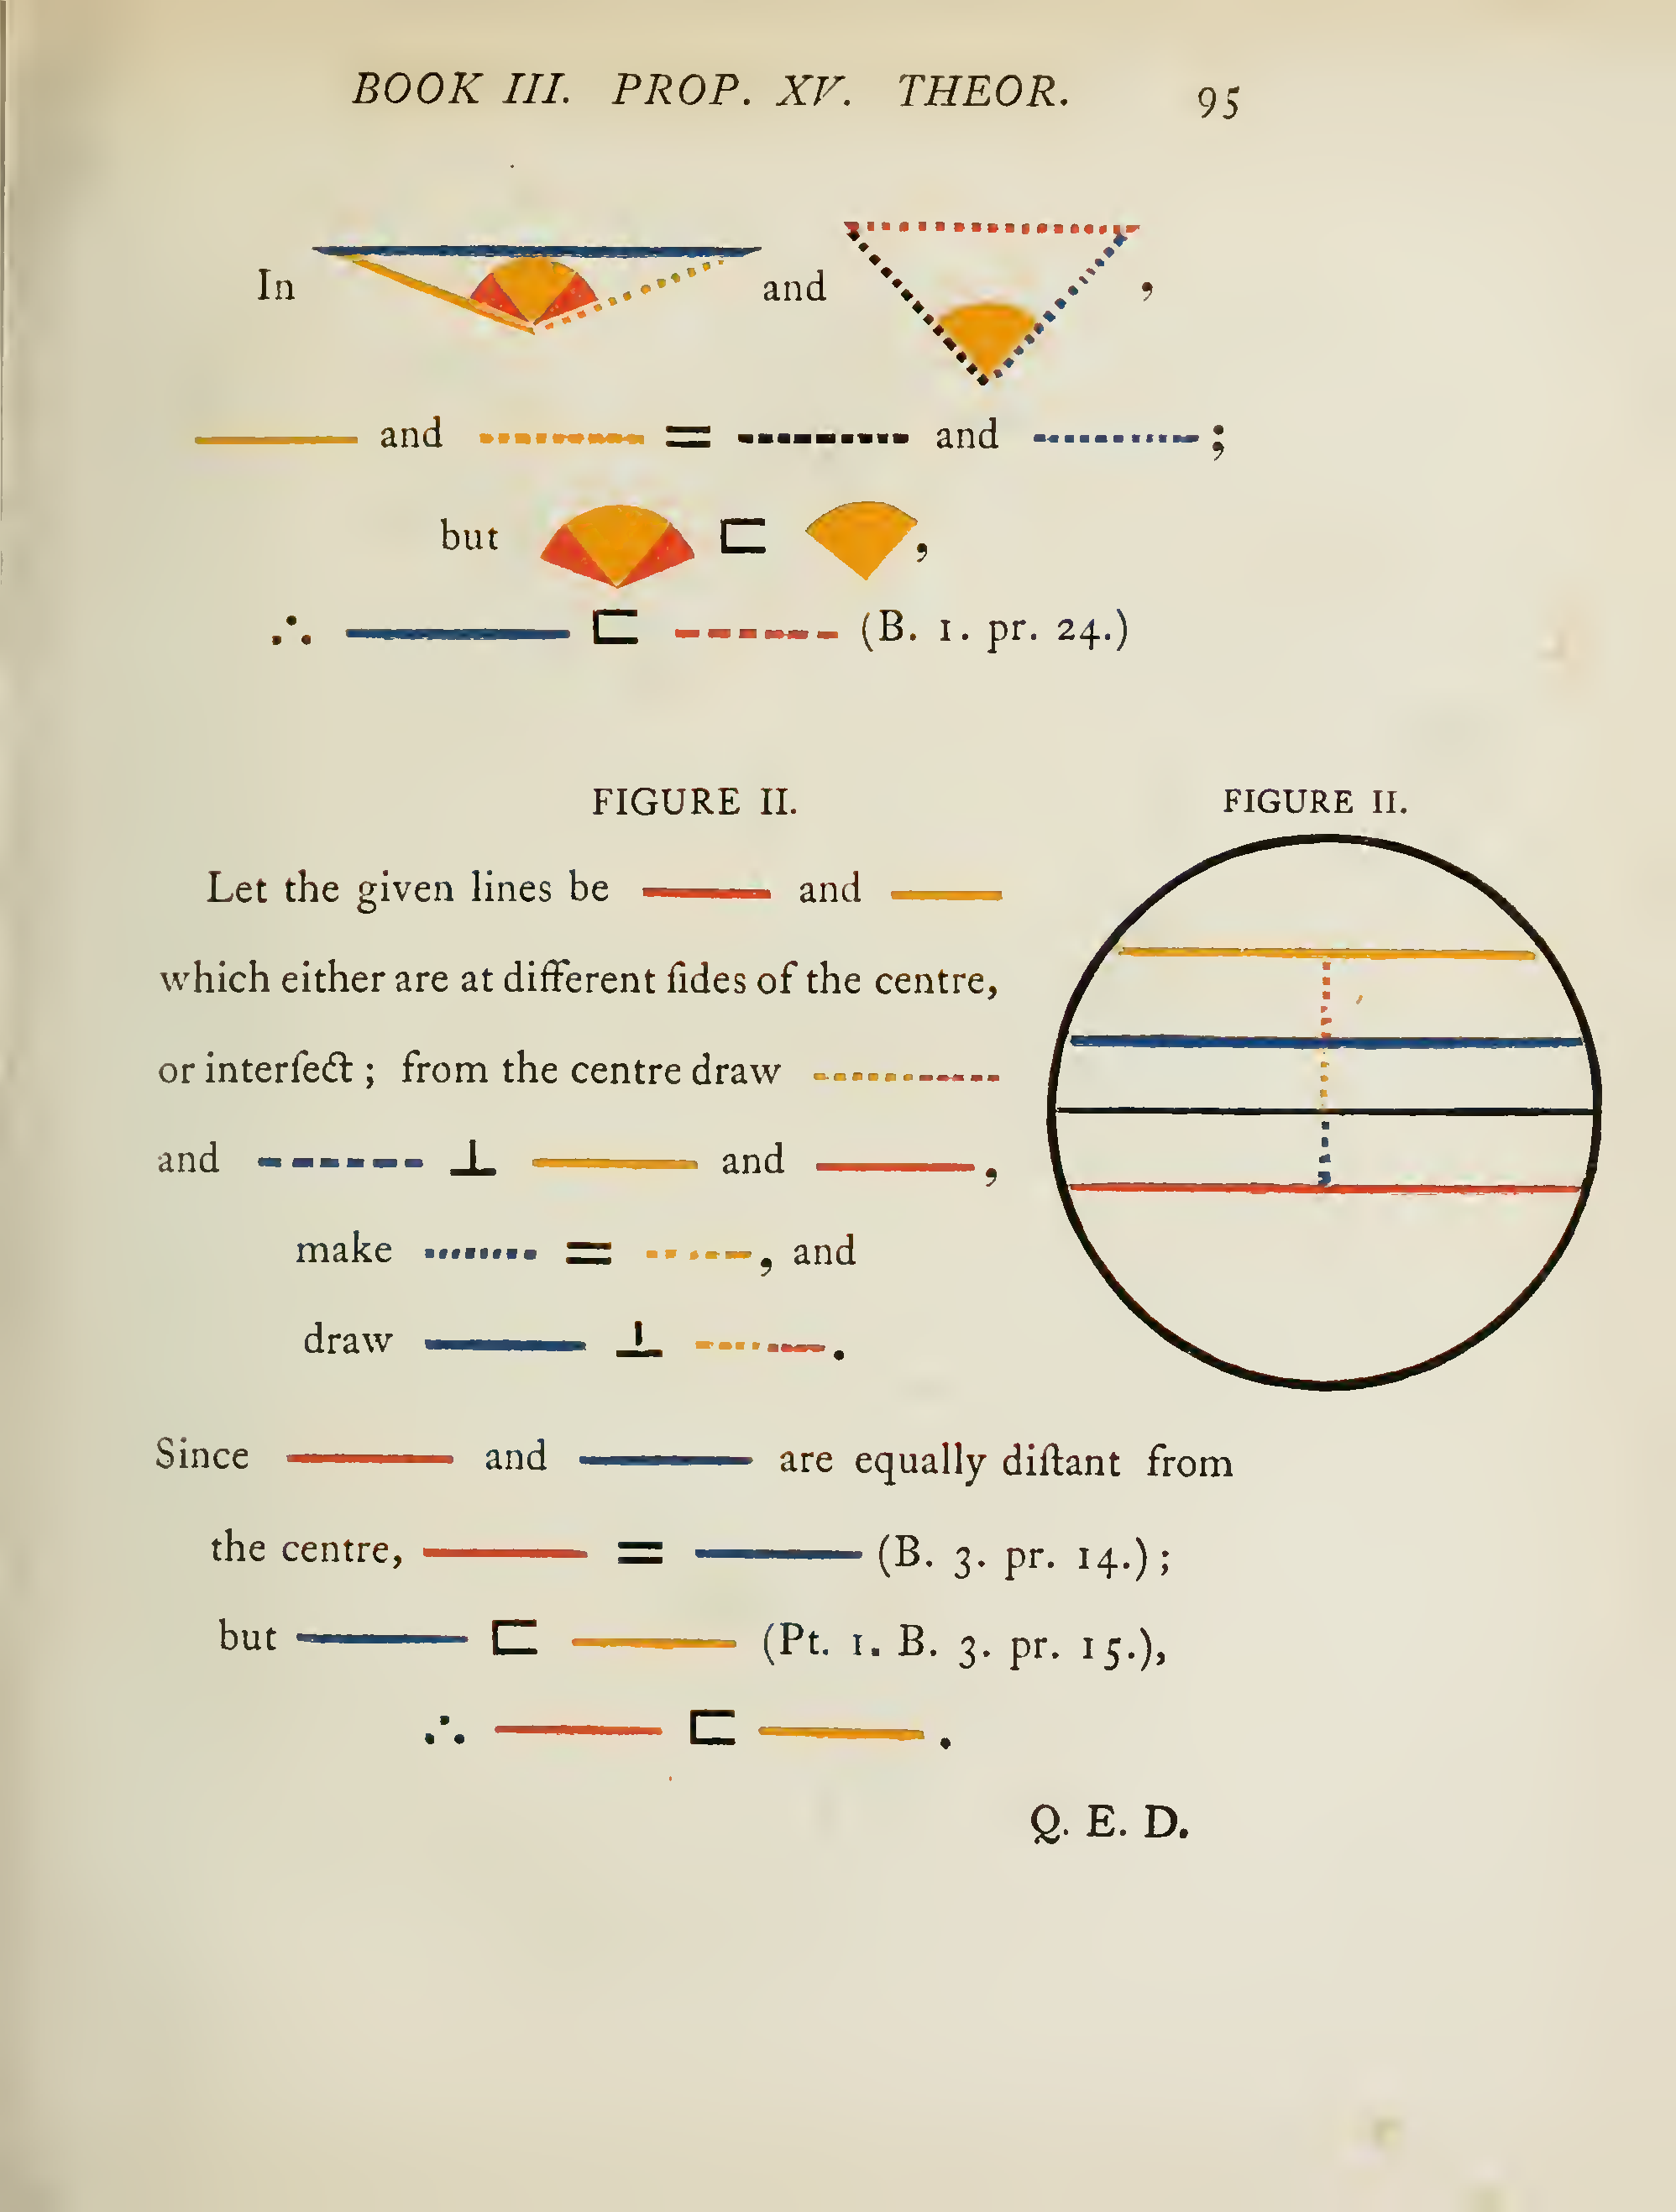 BOOK III. PROP. XV. THEOR. 95
In and ,
and = and ;
but ⊏ ,
∴ ⊏ (B. 1. pr. 24.)
FIGURE II.
FIGURE II.
Let the given lines be and
which either are at different ſides of the centre,
or interſect ; from the centre draw
and ⊥ and ,
make = , and
draw ⊥ .
Since and are equally diſtant from
the centre, = (B. 3. pr. 14.) ;
but ⊏ (Pt. 1. B. 3. pr. 15.),
∴ ⊏ .
Q. E. D.